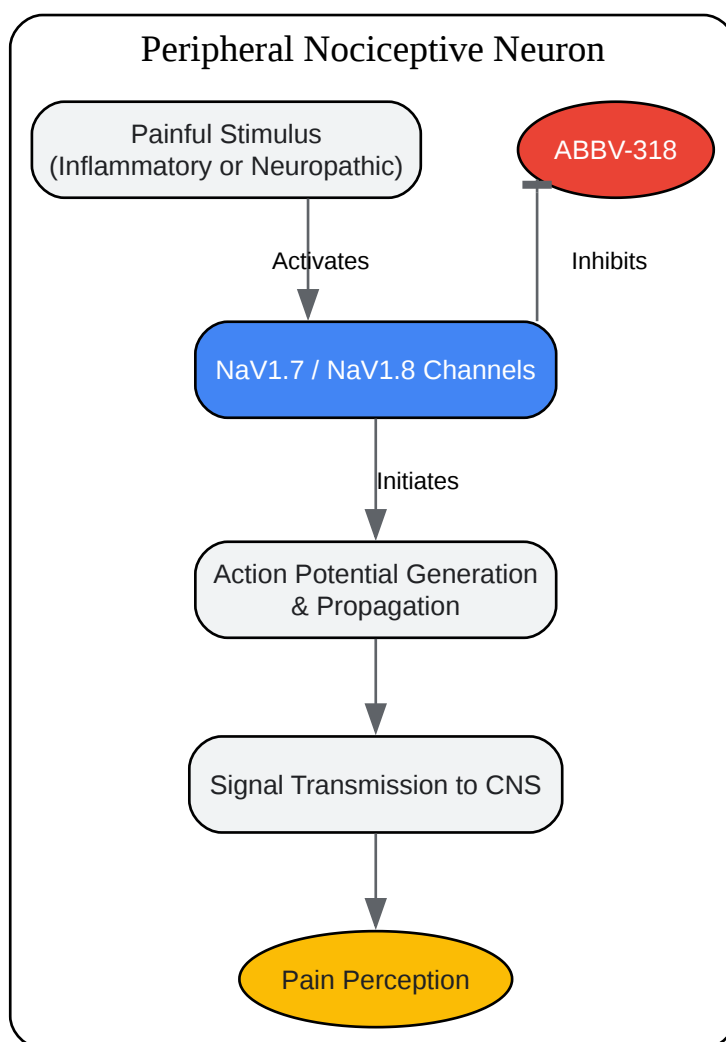 Peripheral Nociceptive Neuron
Painful Stimulus
(Inflammatory or Neuropathic)
ABBV-318
Activates
Inhibits
NaV1.7 / NaV1.8 Channels
Initiates
Action Potential Generation
& Propagation
Signal Transmission to CNS
Pain Perception